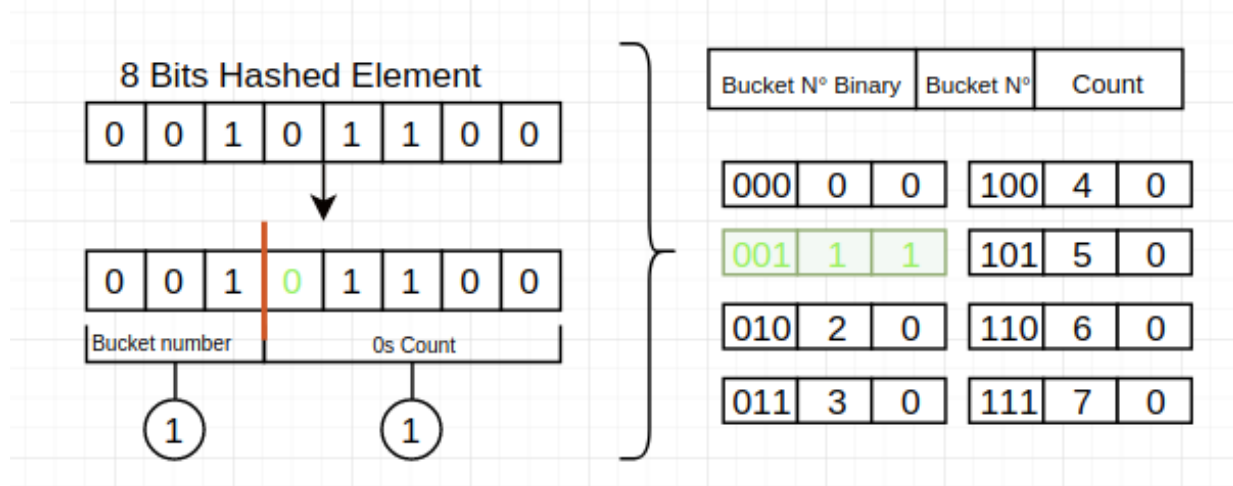 8 Bits Hashed Element
0 0 1 0 1 1 0 0
0 0 1 0 1 1 0 0
Bucket number 0s Count
1 1
Bucket N° Binary Bucket N° Count
000 0 0 100 4 0
001 1 1 101 5 0
010 2 0 110 6 0
011 3 0 111 7 0